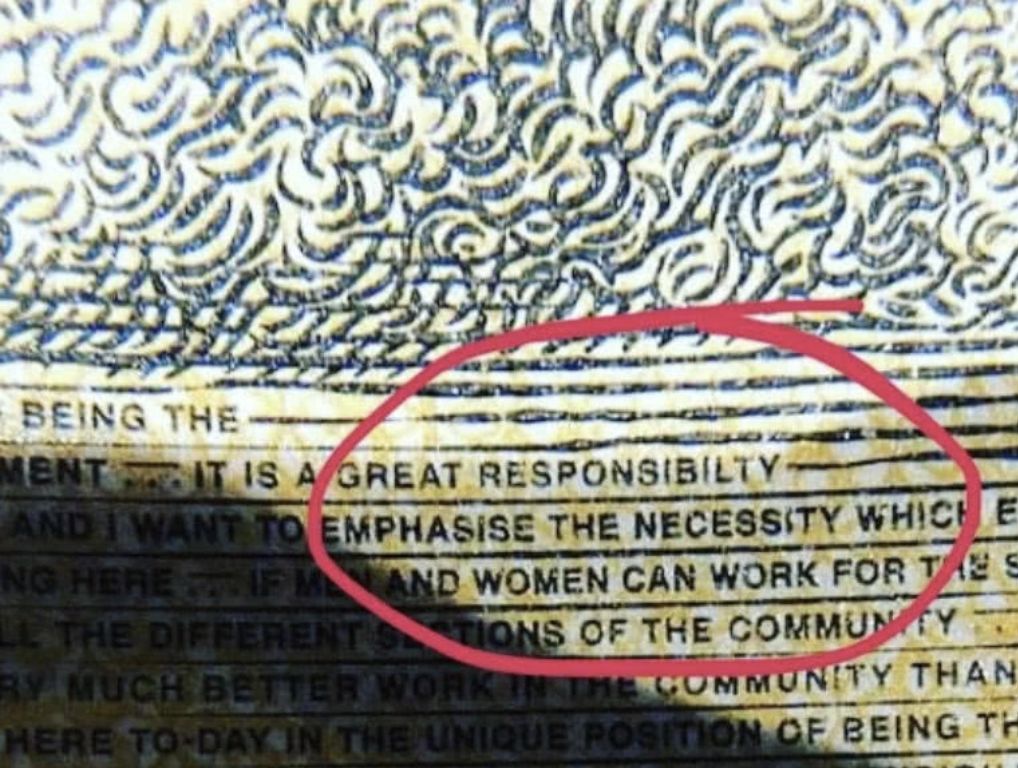 BEING THE
MENT ... IT IS A GREAT RESPONSIBILTY
AND I WANT TO EMPHASISE THE NECESSITY WHICH E
NG HERE ... IF MEN AND WOMEN CAN WORK FOR THE S
LL THE DIFFERENT SECTIONS OF THE COMMUNITY
RY MUCH BETTER WORK IN THE COMMUNITY THAN
HERE TO-DAY IN THE UNIQUE POSITION OF BEING TH